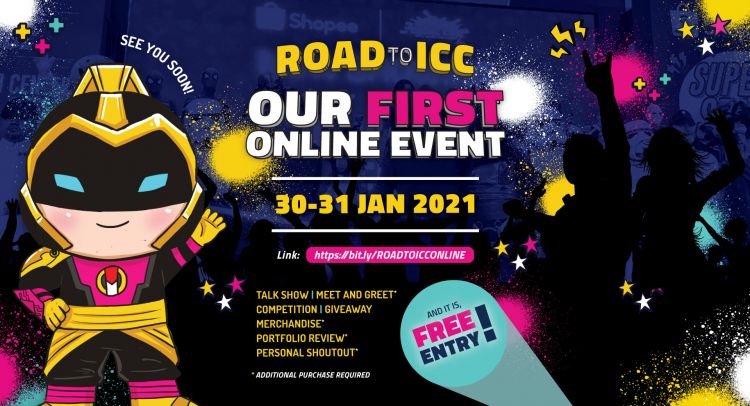 SEE YOU SOON!
Shopee
ROAD TO ICC
OUR FIRST
ONLINE EVENT
30-31 JAN 2021
Link: https://bit.ly/ROADTOICCONLINE
TALK SHOW | MEET AND GREET*
COMPETITION | GIVEAWAY
MERCHANDISE*
PORTFOLIO REVIEW*
PERSONAL SHOUTOUT*
* ADDITIONAL PURCHASE REQUIRED
AND IT IS,
FREE
ENTRY!